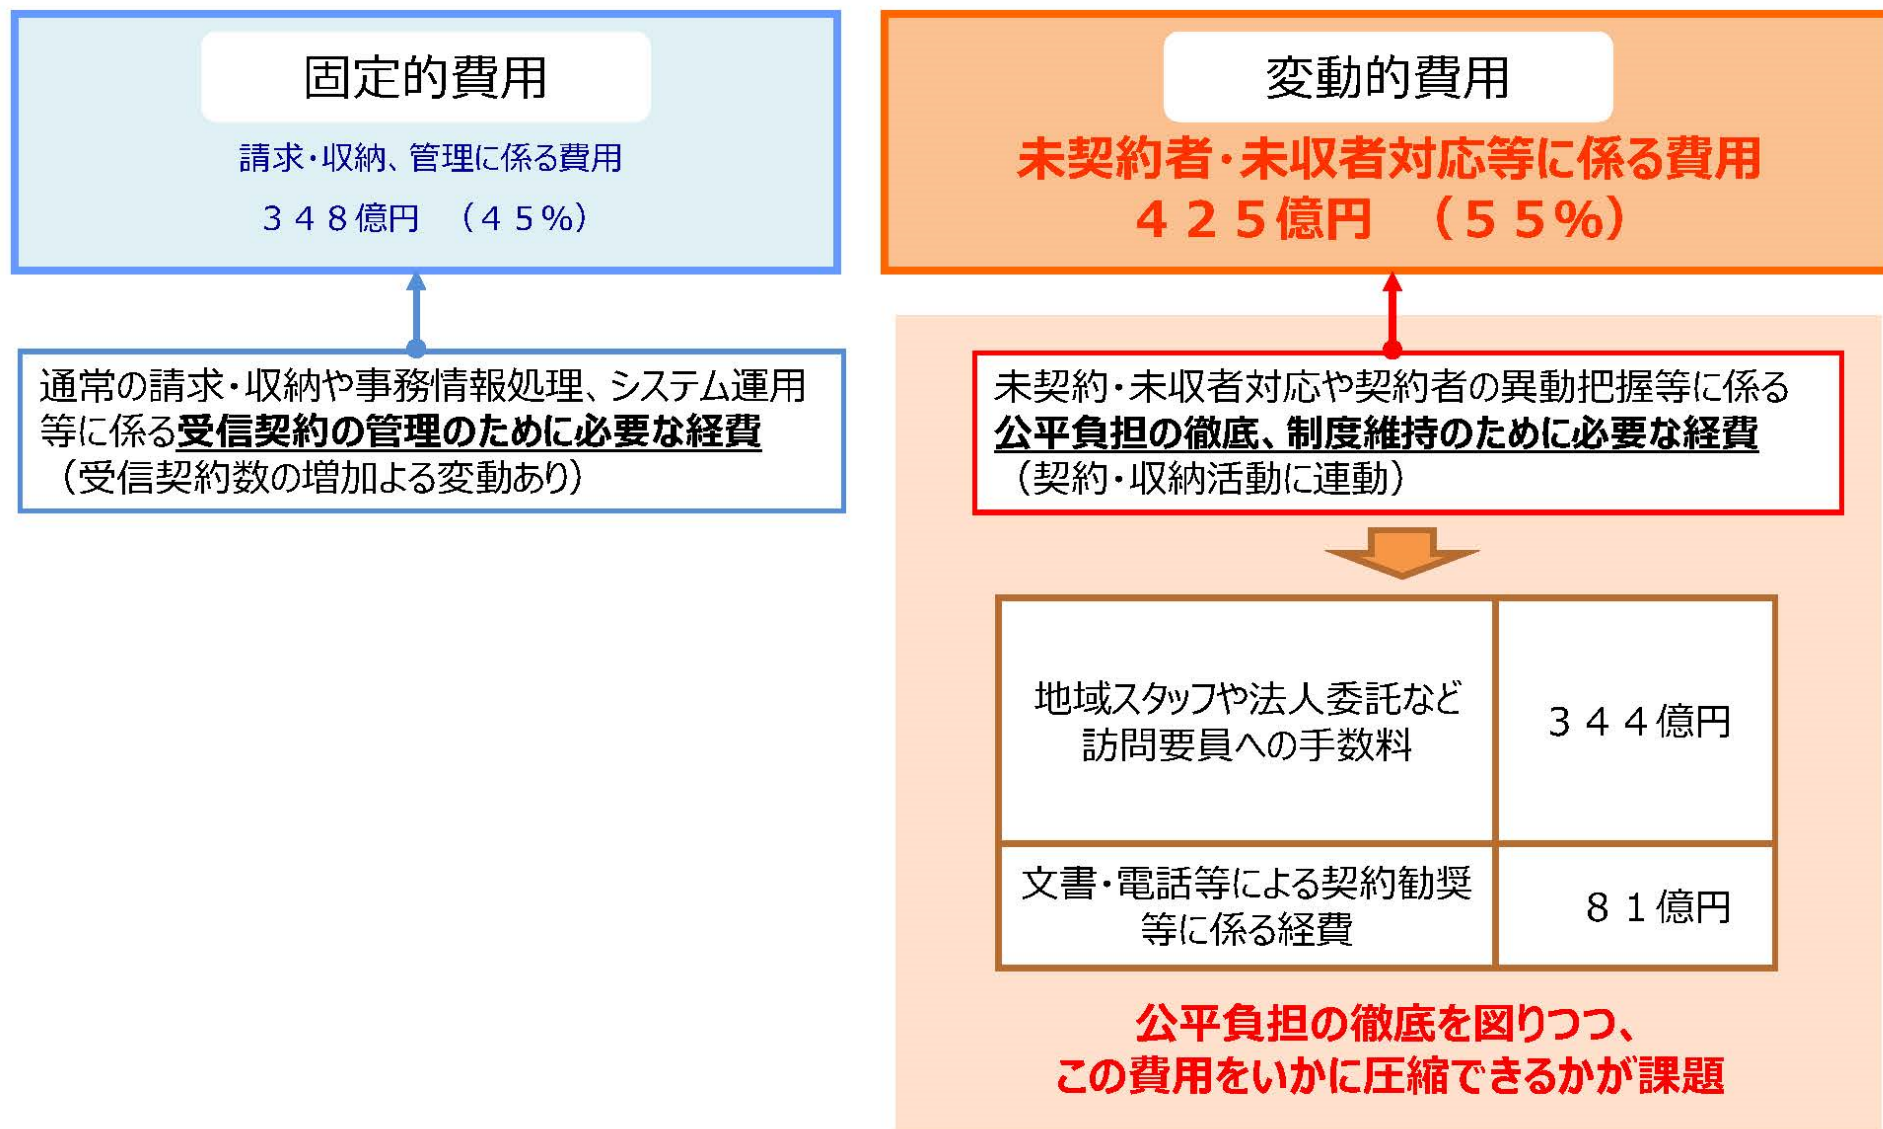 固定的費用
請求・収納、管理に係る費用
３４８億円　（４５％）
通常の請求・収納や事務情報処理、システム運用
等に係る受信契約の管理のために必要な経費
（受信契約数の増加よる変動あり）
変動的費用
未契約者・未収者対応等に係る費用
４２５億円　（５５％）
未契約・未収者対応や契約者の異動把握等に係る
公平負担の徹底、制度維持のために必要な経費
（契約・収納活動に連動）
地域スタッフや法人委託など
訪問要員への手数料
３４４億円
文書・電話等による契約勧奨
等に係る経費
８１億円
公平負担の徹底を図りつつ、
この費用をいかに圧縮できるかが課題